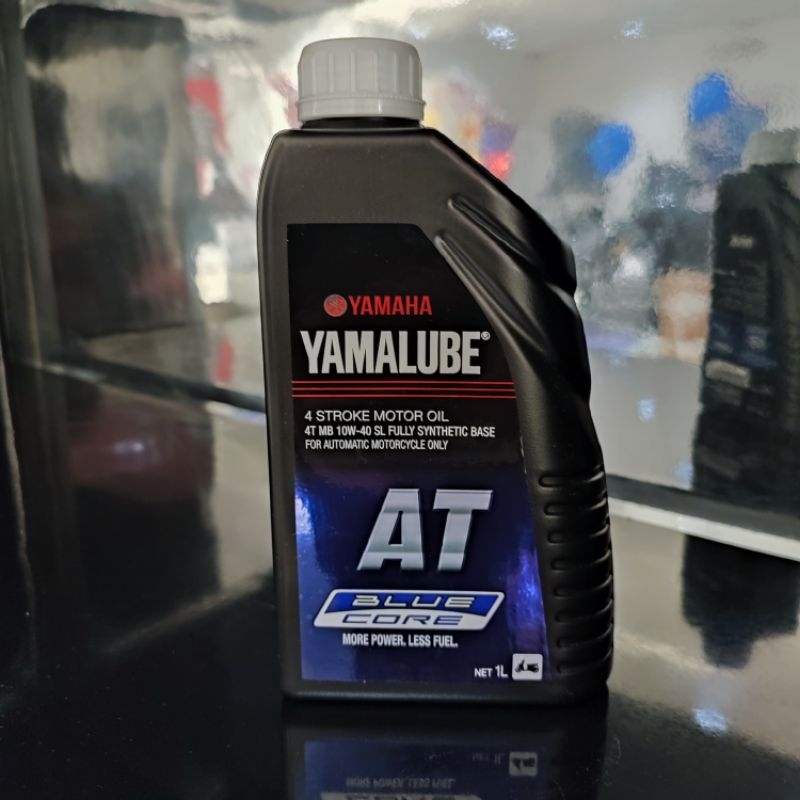 YAMAHA
YAMALUBE®
4 STROKE MOTOR OIL
4T MB 10W-40 SL FULLY SYNTHETIC BASE
FOR AUTOMATIC MOTORCYCLE ONLY
AT
BLUE
CORE
MORE POWER. LESS FUEL.
NET 1L